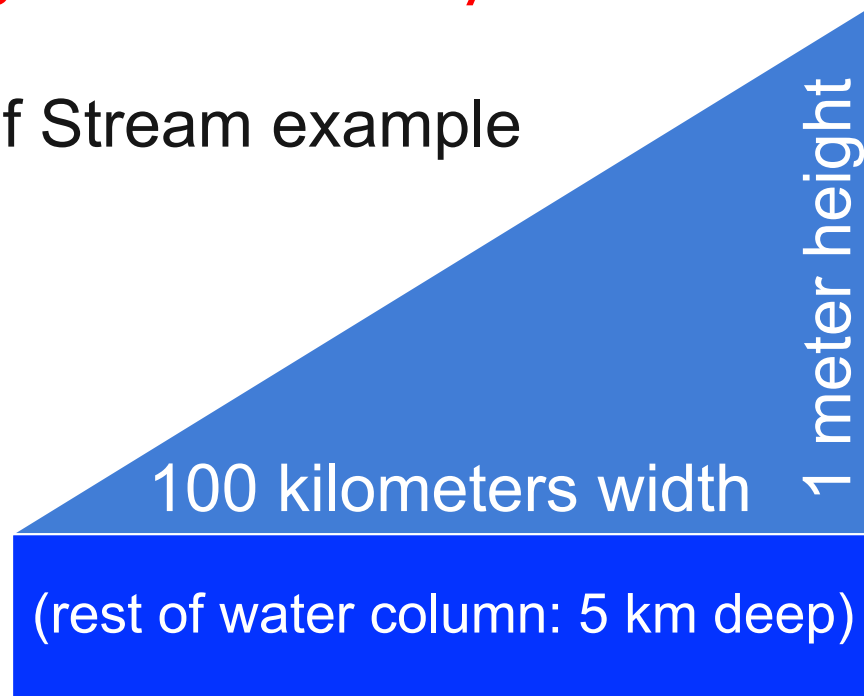 f Stream example
1 meter height
100 kilometers width
(rest of water column: 5 km deep)